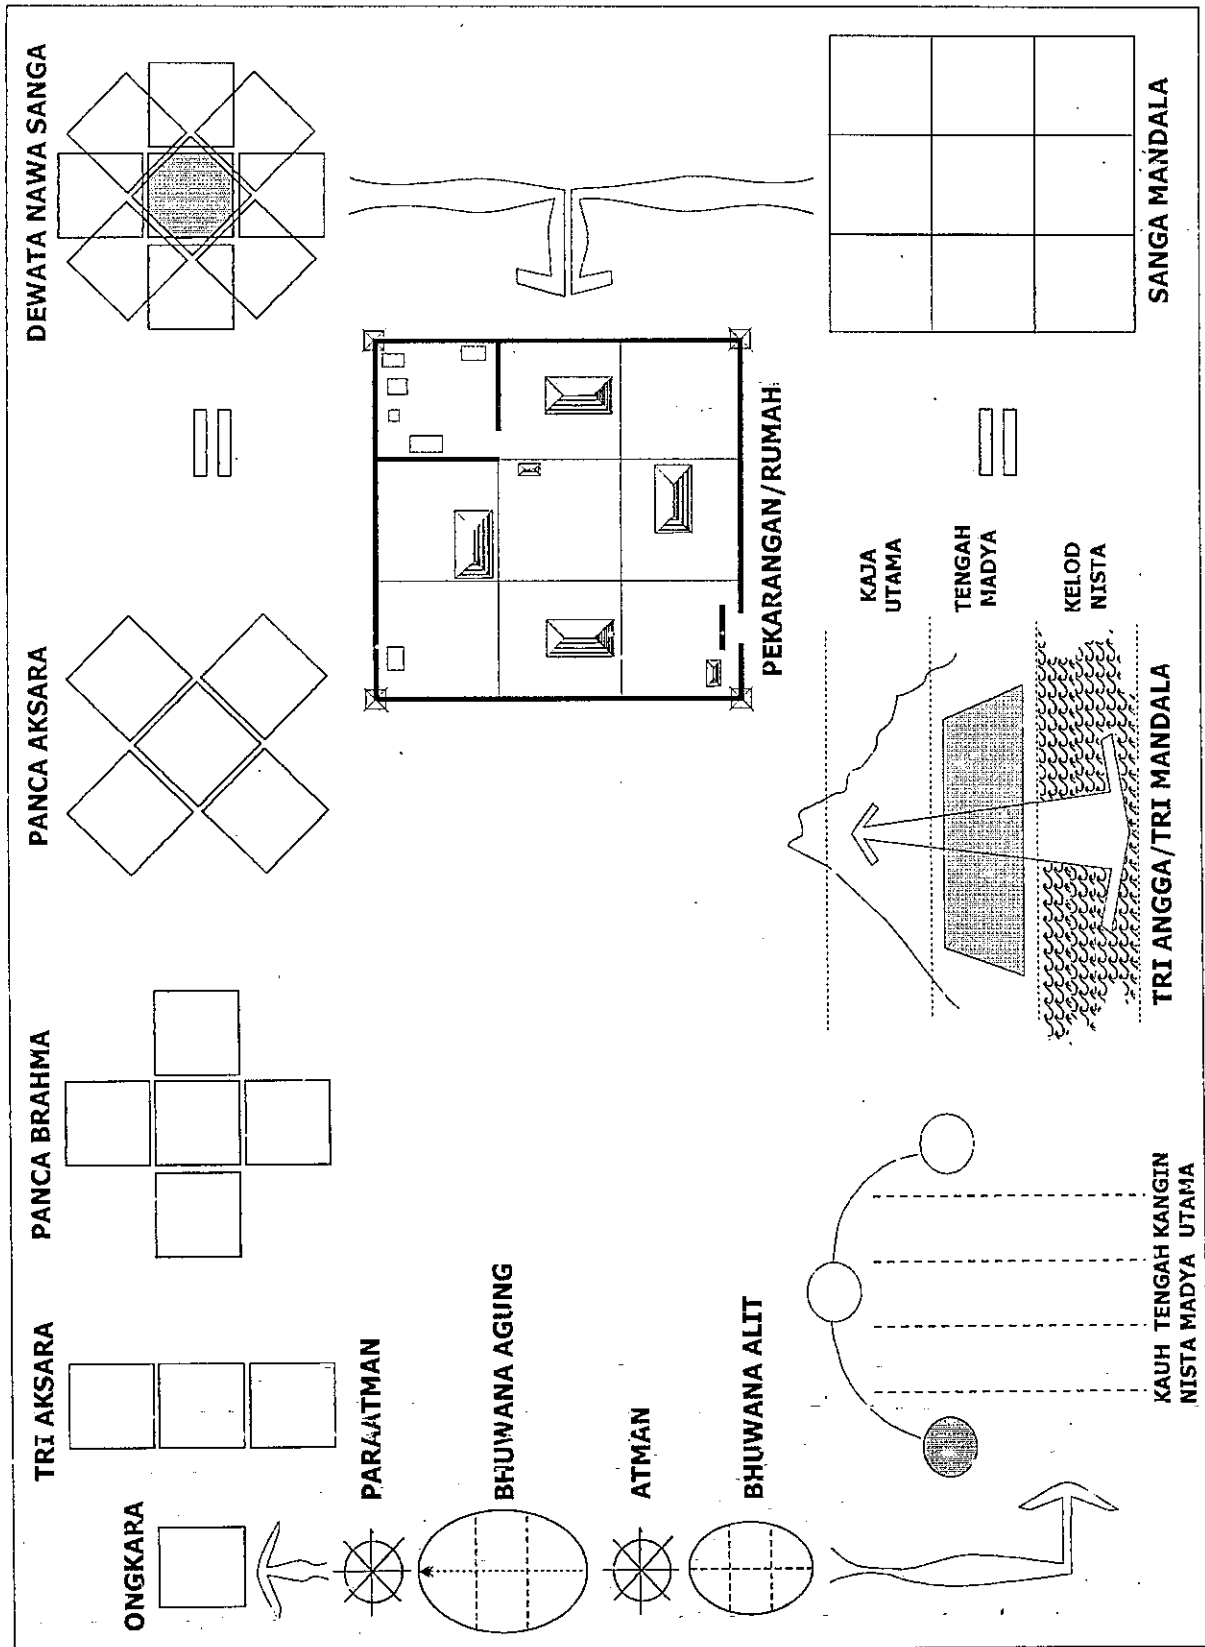 ONGKARA
TRI AKSARA
PANCA BRAHMA
PANCA AKSARA
DEWATA NAWA SANGA
PARAATMAN
BHUWANA AGUNG
ATMAN
BHUWANA ALIT
PEKARANGAN/RUMAH
KAJA
UTAMA
TENGAH
MADYA
KELOD
NISTA
KAUH TENGAH KANGIN
NISTA MADYA UTAMA
TRI ANGGA/TRI MANDALA
SANGA MANDALA